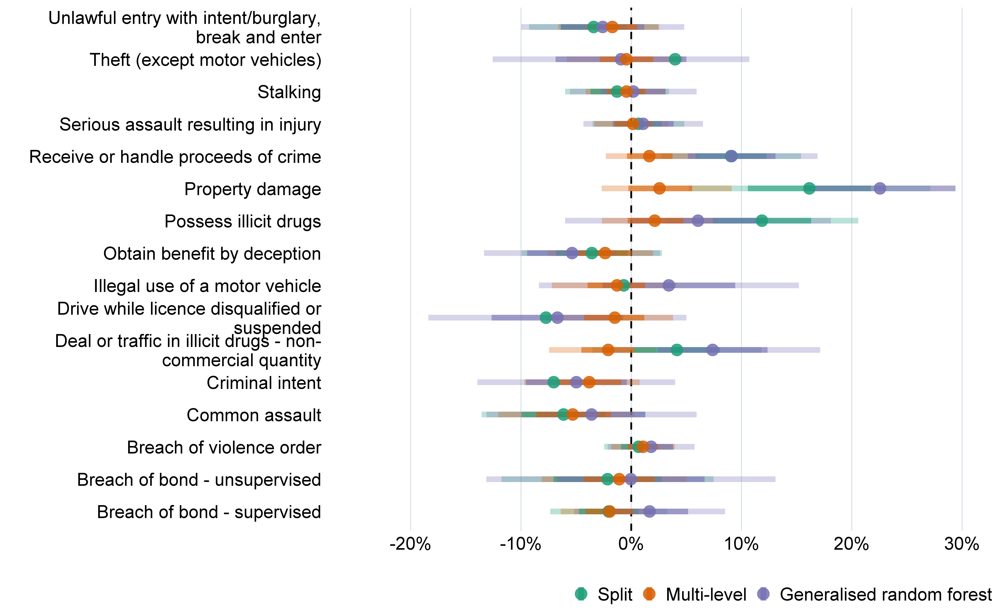 Unlawful entry with intent/burglary,
break and enter
Theft (except motor vehicles)
Stalking
Serious assault resulting in injury
Receive or handle proceeds of crime
Property damage
Possess illicit drugs
Obtain benefit by deception
Illegal use of a motor vehicle
Drive while licence disqualified or
suspended
Deal or traffic in illicit drugs - non-
commercial quantity
Criminal intent
Common assault
Breach of violence order
Breach of bond - unsupervised
Breach of bond - supervised
-20% -10% 0% 10% 20% 30%
Split Multi-level Generalised random forest